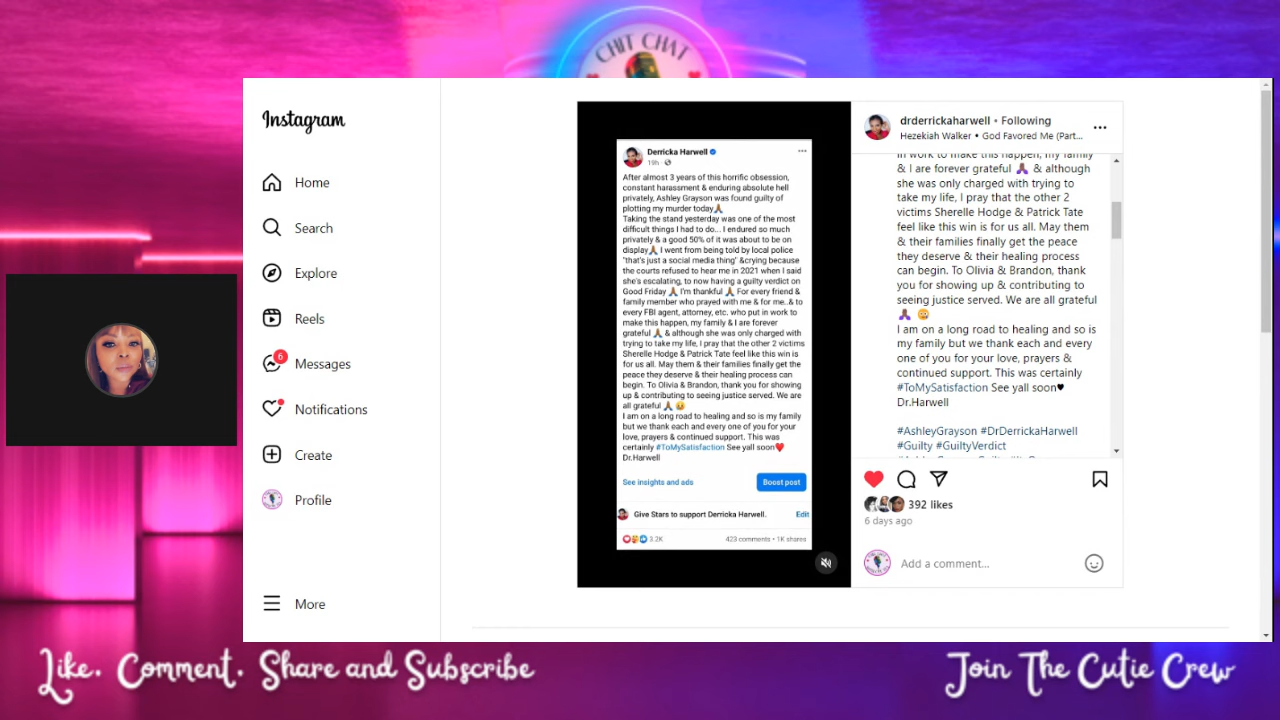 CHIT CHAT
Instagram
Home
Search
Explore
Reels
6
Messages
Notifications
Create
Profile
More
Derricka Harwell
19h
After almost 3 years of this horrific obsession,
constant harassment & enduring absolute hell
privately, Ashley Grayson was found guilty of
plotting my murder today🙏🏾
Taking the stand yesterday was one of the most
difficult things I had to do... I endured so much
privately & a good 50% of it was about to be on
display🙏🏾 I went from being told by local police
"that's just a social media thing" &crying because
the courts refused to hear me in 2021 when I said
she's escalating, to now having a guilty verdict on
Good Friday 🙏🏾 I'm thankful 🙏🏾 For every friend &
family member who prayed with me & for me..& to
every FBI agent, attorney, etc. who put in work to
make this happen, my family & I are forever
grateful 🙏🏾 & although she was only charged with
trying to take my life, I pray that the other 2 victims
Sherelle Hodge & Patrick Tate feel like this win is
for us all. May them & their families finally get the
peace they deserve & their healing process can
begin. To Olivia & Brandon, thank you for showing
up & contributing to seeing justice served. We are
all grateful 🙏🏾 😥
I am on a long road to healing and so is my family
but we thank each and every one of you for your
love, prayers & continued support. This was
certainly #ToMySatisfaction See yall soon❤️
Dr.Harwell
See insights and ads
Boost post
Give Stars to support Derricka Harwell.
Edit
3.2K
423 comments • 1K shares
drderrickaharwell • Following
Hezekiah Walker • God Favored Me (Part...
in work to make this happen, my family
& I are forever grateful 🙏🏾 & although
she was only charged with trying to
take my life, I pray that the other 2
victims Sherelle Hodge & Patrick Tate
feel like this win is for us all. May them
& their families finally get the peace
they deserve & their healing process
can begin. To Olivia & Brandon, thank
you for showing up & contributing to
seeing justice served. We are all grateful
🙏🏾 😥
I am on a long road to healing and so is
my family but we thank each and every
one of you for your love, prayers &
continued support. This was certainly
#ToMySatisfaction See yall soon♥
Dr.Harwell
#AshleyGrayson #DrDerrickaHarwell
#Guilty #GuiltyVerdict
392 likes
6 days ago
Add a comment...
Like. Comment. Share and Subscribe
Join The Cutie Crew